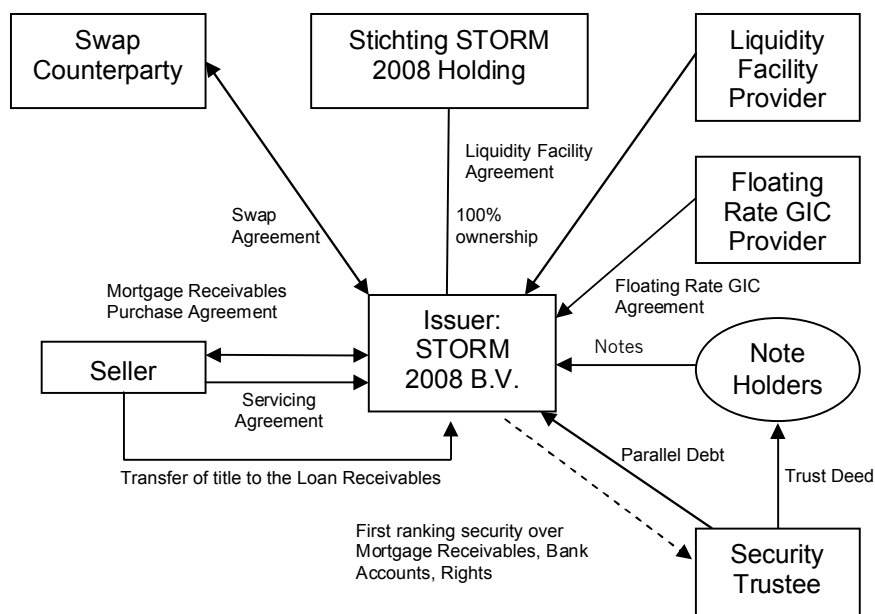 Swap
Counterparty
Stichting STORM
2008 Holding
Liquidity
Facility
Provider
Liquidity Facility
Agreement
Floating
Rate GIC
Provider
Swap
Agreement
100%
ownership
Floating Rate GIC
Agreement
Mortgage Receivables
Purchase Agreement
Issuer:
STORM
2008 B.V.
Notes
Note
Holders
Seller
Servicing
Agreement
Parallel Debt
Trust Deed
Transfer of title to the Loan Receivables
First ranking security over
Mortgage Receivables, Bank
Accounts, Rights
Security
Trustee